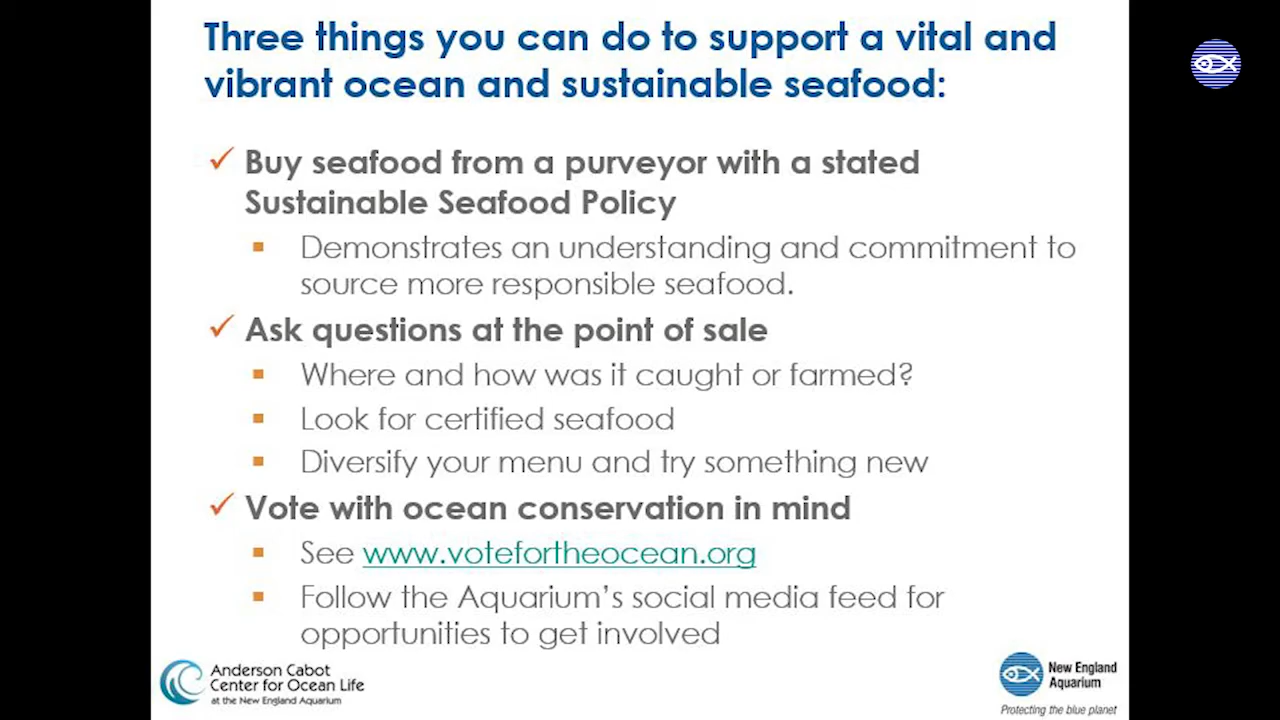 Three things you can do to support a vital and
vibrant ocean and sustainable seafood:
Buy seafood from a purveyor with a stated
Sustainable Seafood Policy
Demonstrates an understanding and commitment to
source more responsible seafood.
Ask questions at the point of sale
Where and how was it caught or farmed?
Look for certified seafood
Diversify your menu and try something new
Vote with ocean conservation in mind
See www.votefortheocean.org
Follow the Aquarium's social media feed for
opportunities to get involved
Anderson Cabot
Center for Ocean Life
at the New England Aquarium
New England
Aquarium
Protecting the blue planet